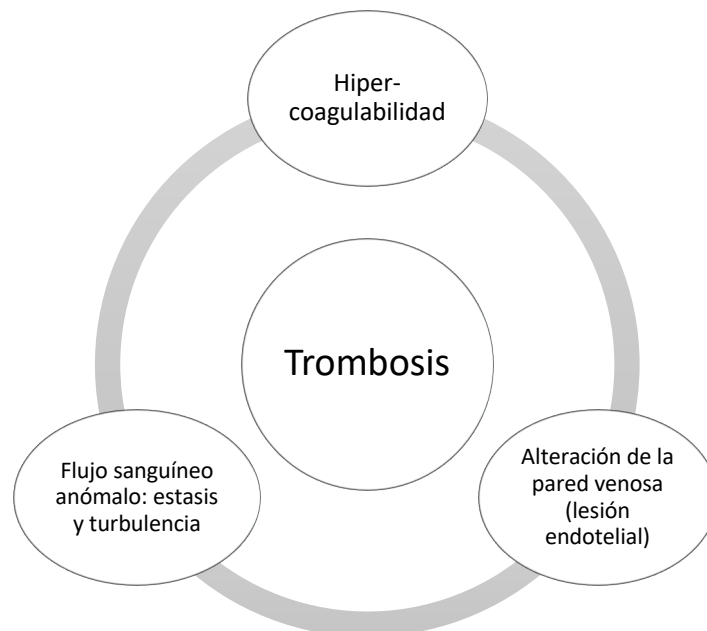 Hiper-
coagulabilidad
Trombosis
Flujo sanguíneo
anómalo: estasis
y turbulencia
Alteración de la
pared venosa
(lesión
endotelial)